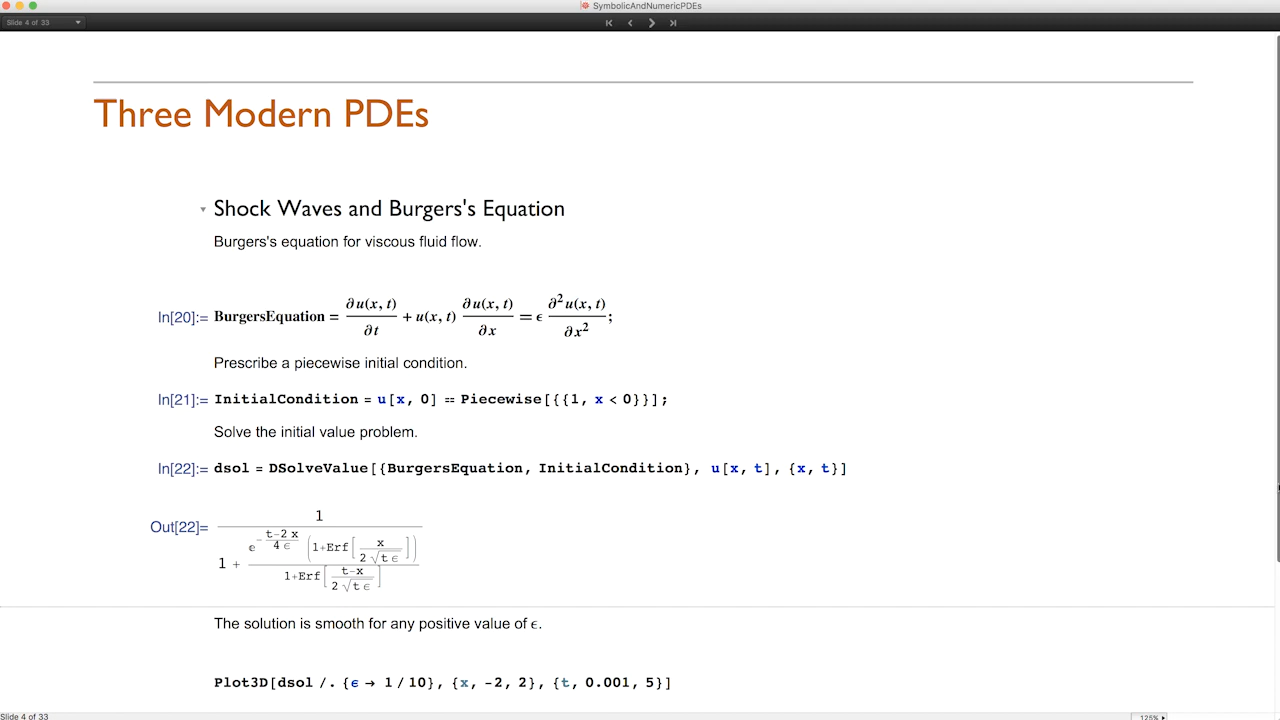 SymbolicAndNumericPDEs
Slide 4 of 33
Three Modern PDEs
Shock Waves and Burgers's Equation
Burgers's equation for viscous fluid flow.
In[20]:= BurgersEquation = ∂u(x, t)/∂t + u(x, t) ∂u(x, t)/∂x == ϵ ∂²u(x, t)/∂x²;
Prescribe a piecewise initial condition.
In[21]:= InitialCondition = u[x, 0] == Piecewise[{{1, x < 0}}];
Solve the initial value problem.
In[22]:= dsol = DSolveValue[{BurgersEquation, InitialCondition}, u[x, t], {x, t}]
Out[22]= 1/(1 + (e^(-(t-2 x)/(4 ϵ)) (1+Erf[x/(2 √(t ϵ))]))/(1+Erf[(t-x)/(2 √(t ϵ))]))
The solution is smooth for any positive value of ϵ.
Plot3D[dsol /. {ϵ → 1 / 10}, {x, -2, 2}, {t, 0.001, 5}]
Slide 4 of 33
125%